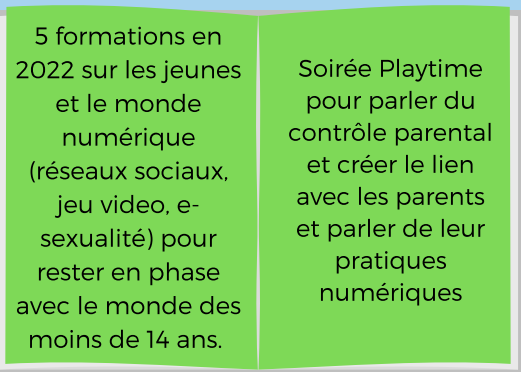 5 formations en
2022 sur les jeunes
et le monde
numérique
(réseaux sociaux,
jeu video, e-
sexualité) pour
rester en phase
avec le monde des
moins de 14 ans.
Soirée Playtime
pour parler du
contrôle parental
et créer le lien
avec les parents
et parler de leur
pratiques
numériques